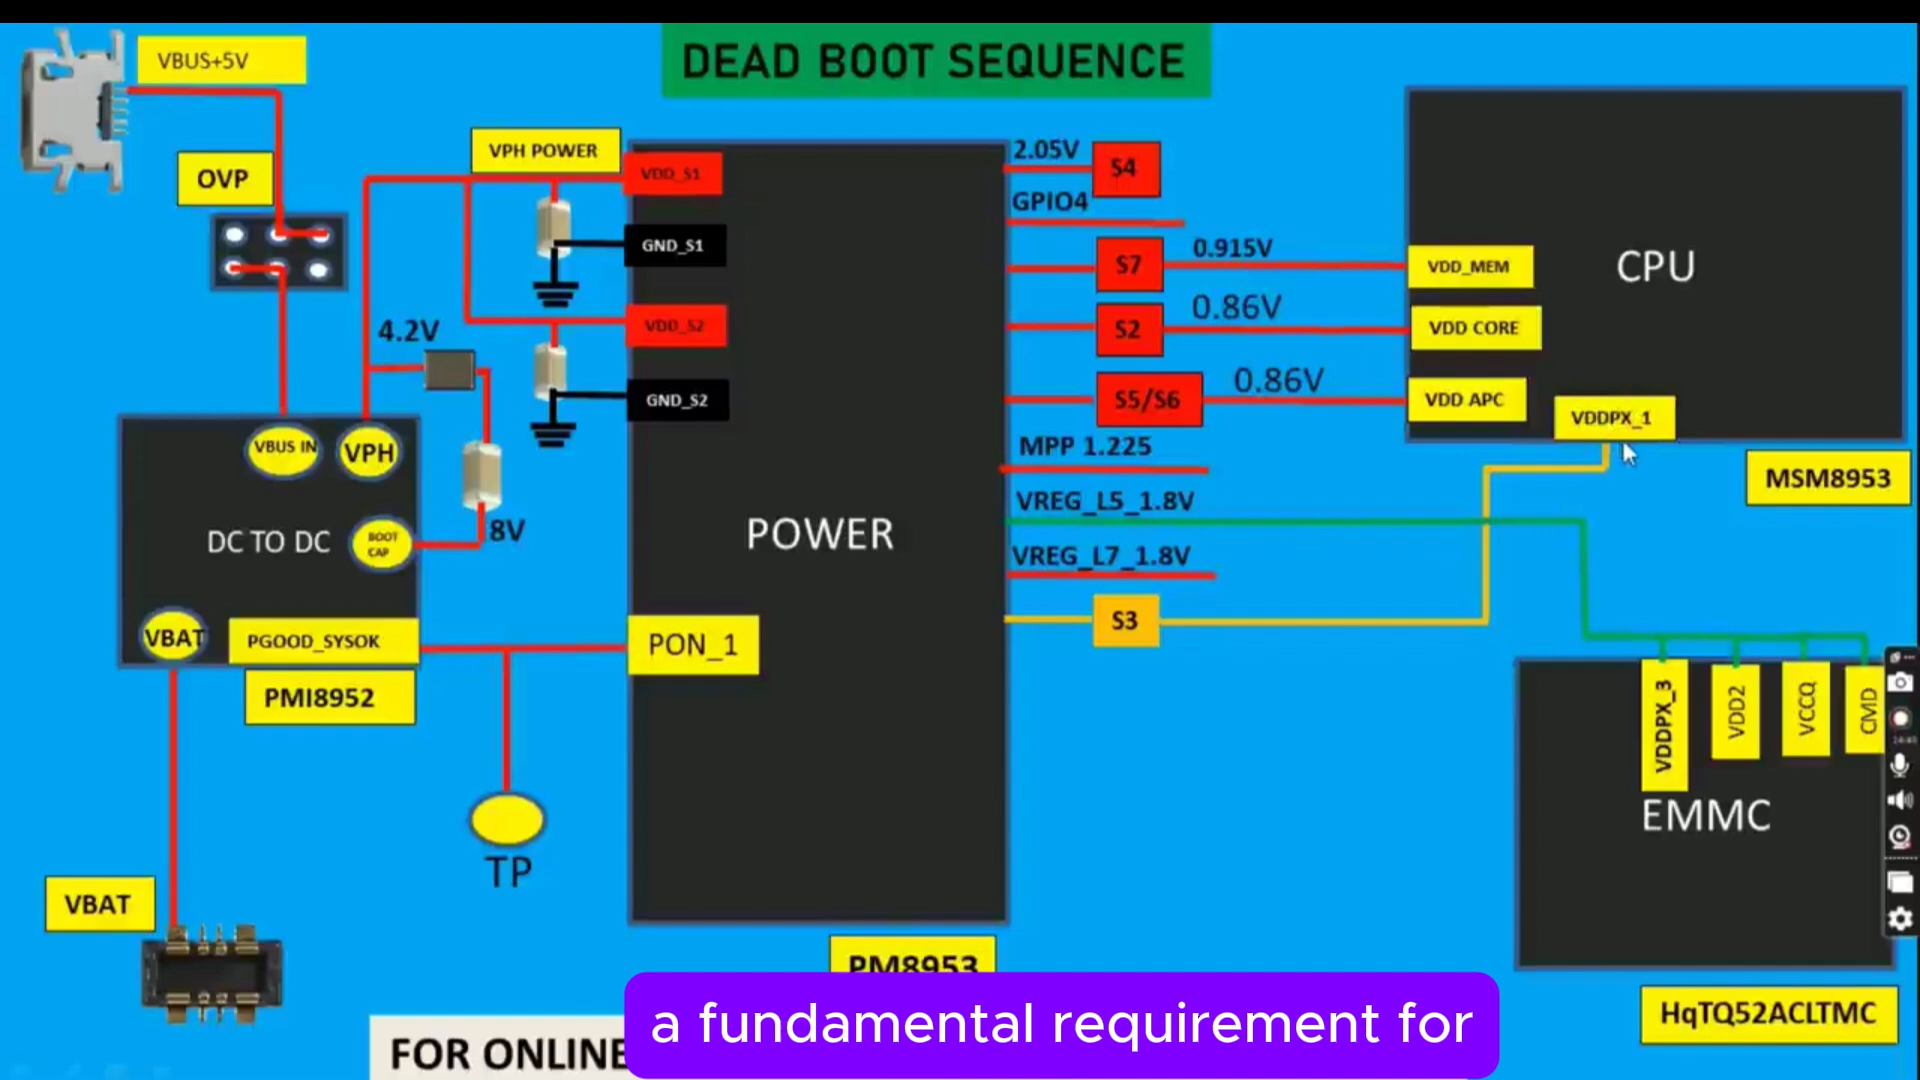 DEAD BOOT SEQUENCE
VBUS+5V
OVP
VPH POWER
VDD_S1
GND_S1
VDD_S2
GND_S2
4.2V
8V
VBUS IN
VPH
DC TO DC
BOOT
CAP
VBAT
PGOOD_SYSOK
PMI8952
TP
VBAT
POWER
PON_1
PM8953
2.05V
S4
GPIO4
S7
0.915V
S2
0.86V
S5/S6
0.86V
MPP 1.225
VREG_L5_1.8V
VREG_L7_1.8V
S3
CPU
VDD_MEM
VDD CORE
VDD APC
VDDPX_1
MSM8953
VDDPX_3
VDD2
VCCQ
CMD
EMMC
HqTQ52ACLTMC
FOR ONLINE
a fundamental requirement for